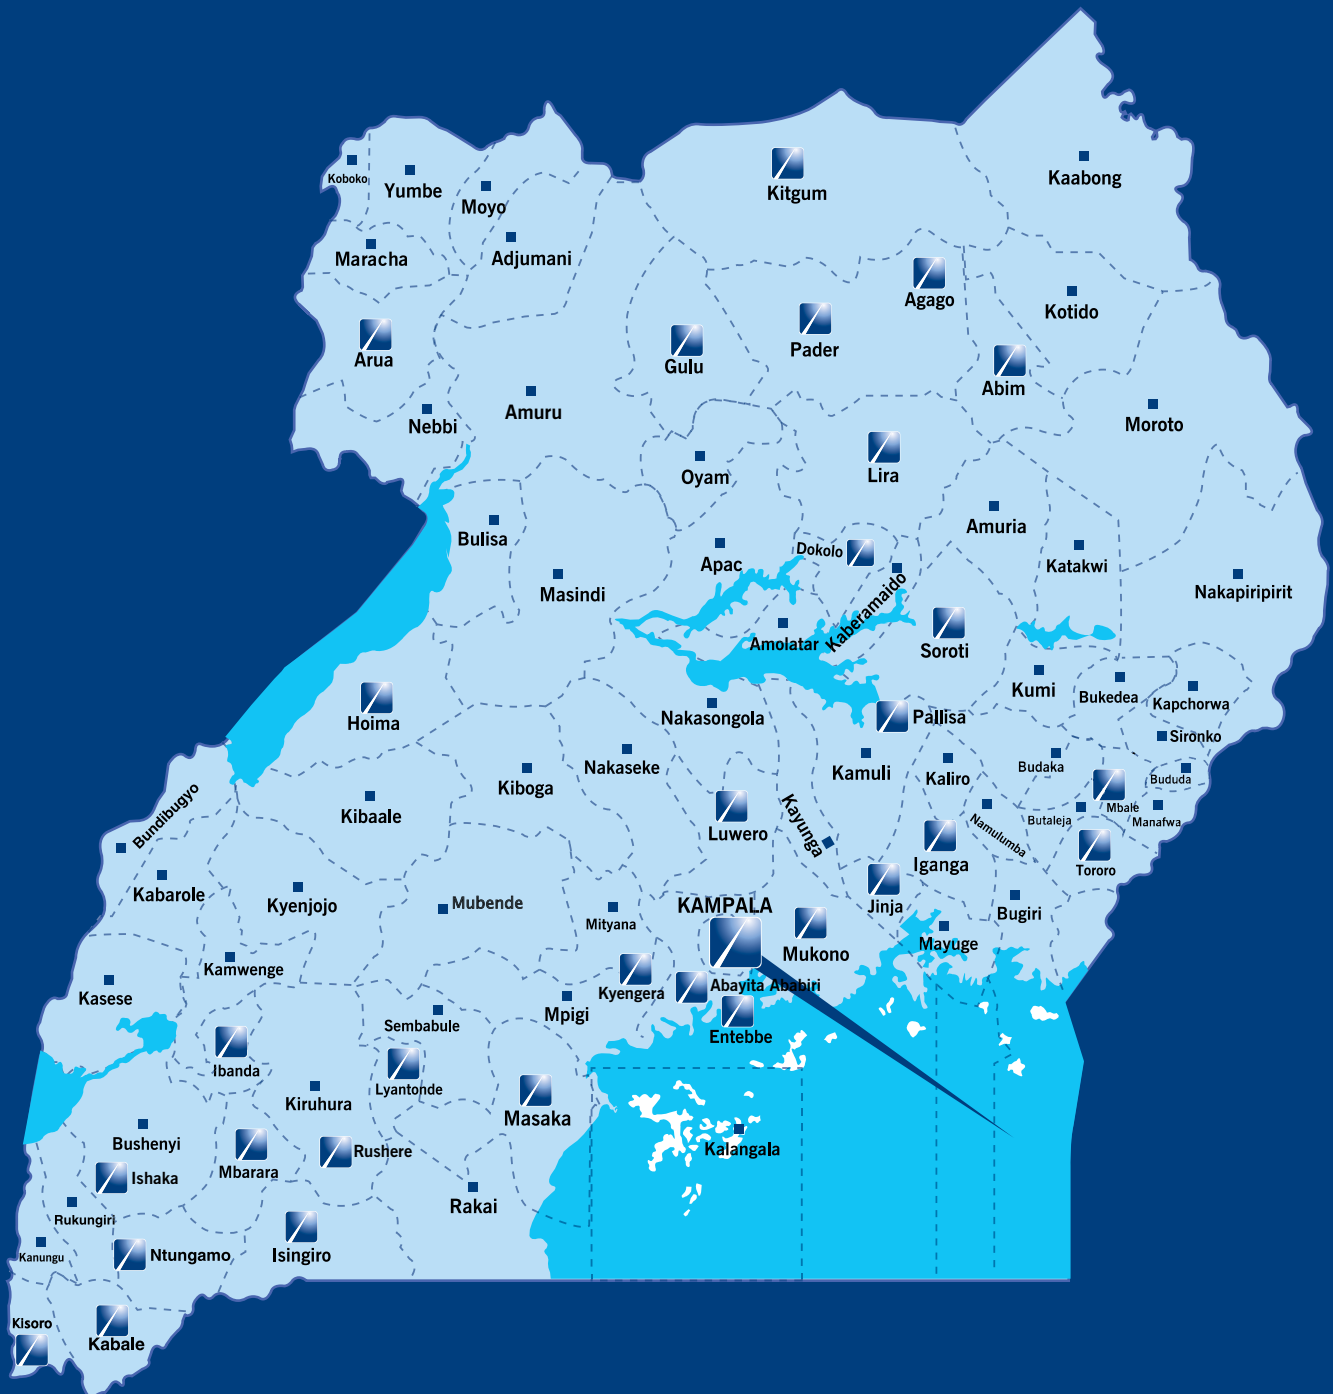 Koboko
Yumbe
Moyo
Kitgum
Kaabong
Maracha
Adjumani
Agago
Kotido
Arua
Gulu
Pader
Abim
Nebbi
Amuru
Moroto
Oyam
Lira
Bulisa
Amuria
Apac
Dokolo
Katakwi
Masindi
Kaberamaido
Nakapiripirit
Amolatar
Soroti
Kumi
Bukedea
Kapchorwa
Hoima
Nakasongola
Pallisa
Sironko
Kiboga
Nakaseke
Kamuli
Kaliro
Budaka
Bududa
Bundibugyo
Kibaale
Luwero
Kayunga
Namulumba
Butaleja
Mbale
Manafwa
Iganga
Tororo
Kabarole
Kyenjojo
Mubende
Mityana
KAMPALA
Jinja
Bugiri
Mukono
Mayuge
Kamwenge
Kasese
Kyengera
Abayita Ababiri
Sembabule
Mpigi
Entebbe
Ibanda
Lyantonde
Kiruhura
Masaka
Bushenyi
Rushere
Kalangala
Ishaka
Mbarara
Rakai
Rukungiri
Kanungu
Ntungamo
Isingiro
Kisoro
Kabale